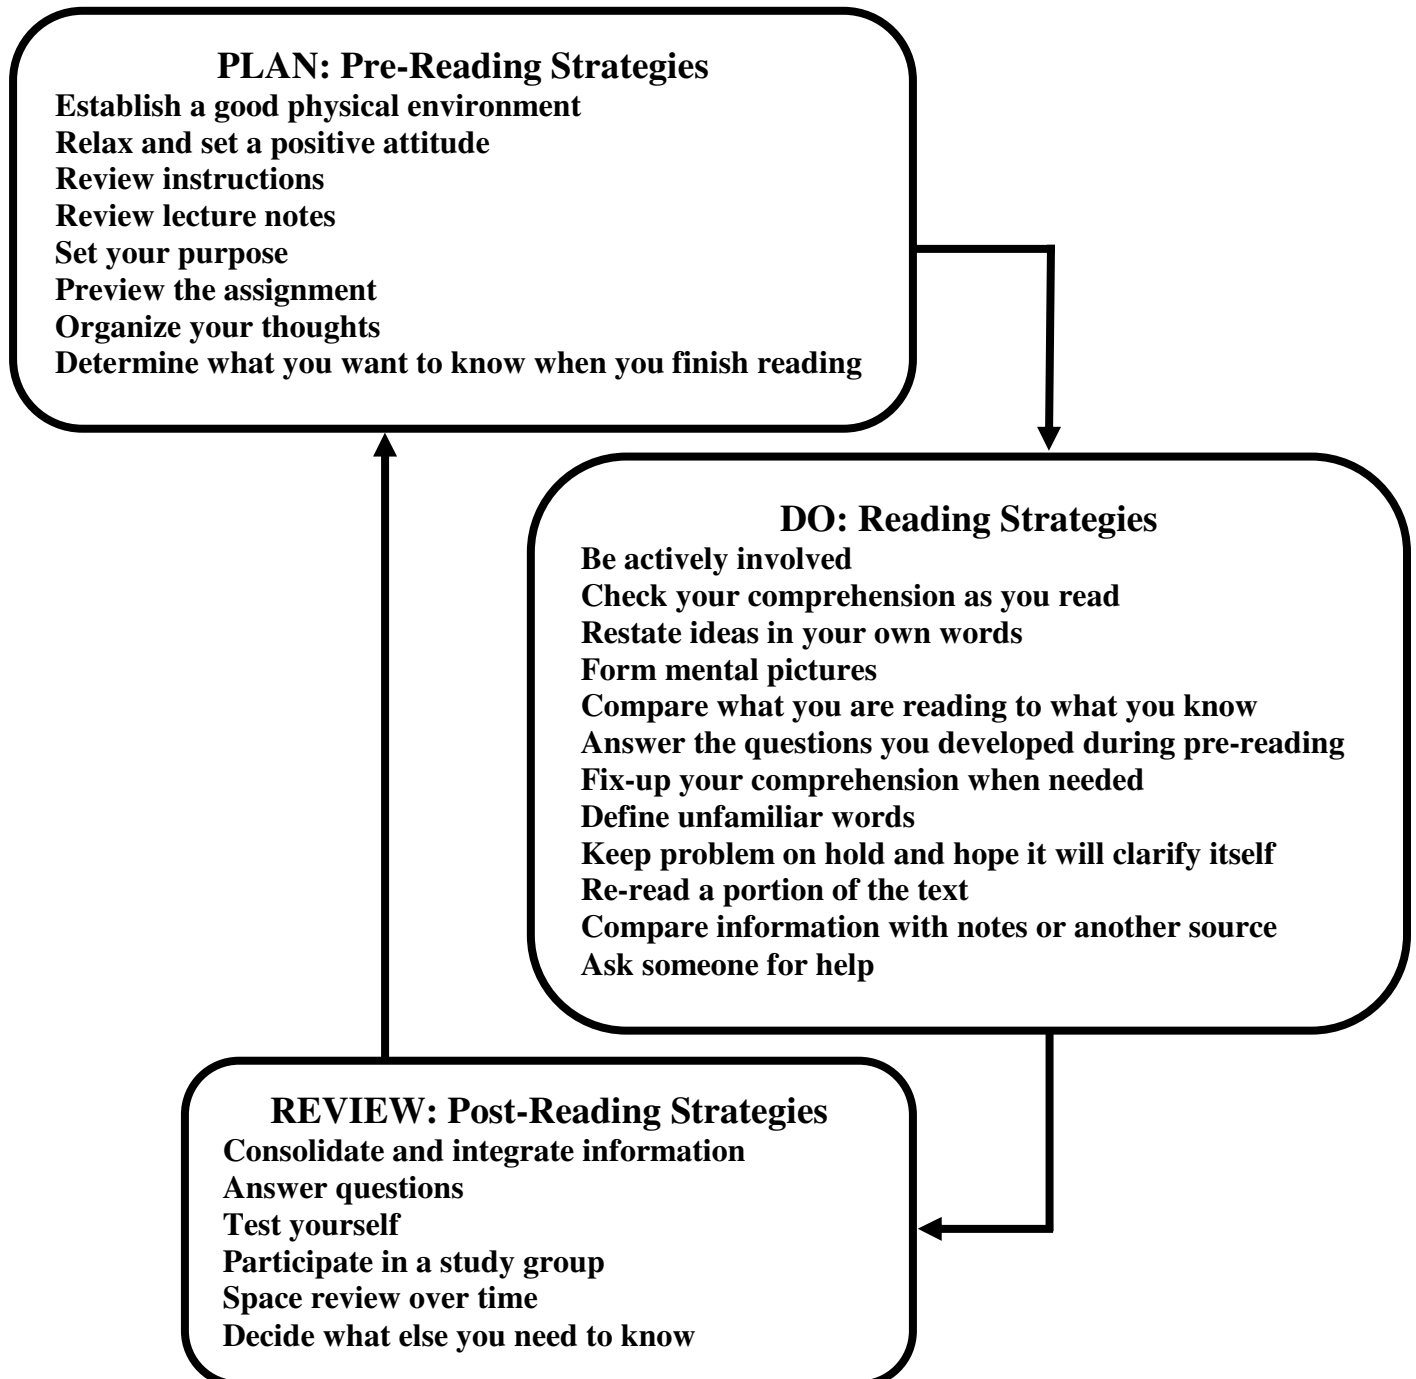 PLAN: Pre-Reading Strategies
Establish a good physical environment
Relax and set a positive attitude
Review instructions
Review lecture notes
Set your purpose
Preview the assignment
Organize your thoughts
Determine what you want to know when you finish reading
DO: Reading Strategies
Be actively involved
Check your comprehension as you read
Restate ideas in your own words
Form mental pictures
Compare what you are reading to what you know
Answer the questions you developed during pre-reading
Fix-up your comprehension when needed
Define unfamiliar words
Keep problem on hold and hope it will clarify itself
Re-read a portion of the text
Compare information with notes or another source
Ask someone for help
REVIEW: Post-Reading Strategies
Consolidate and integrate information
Answer questions
Test yourself
Participate in a study group
Space review over time
Decide what else you need to know